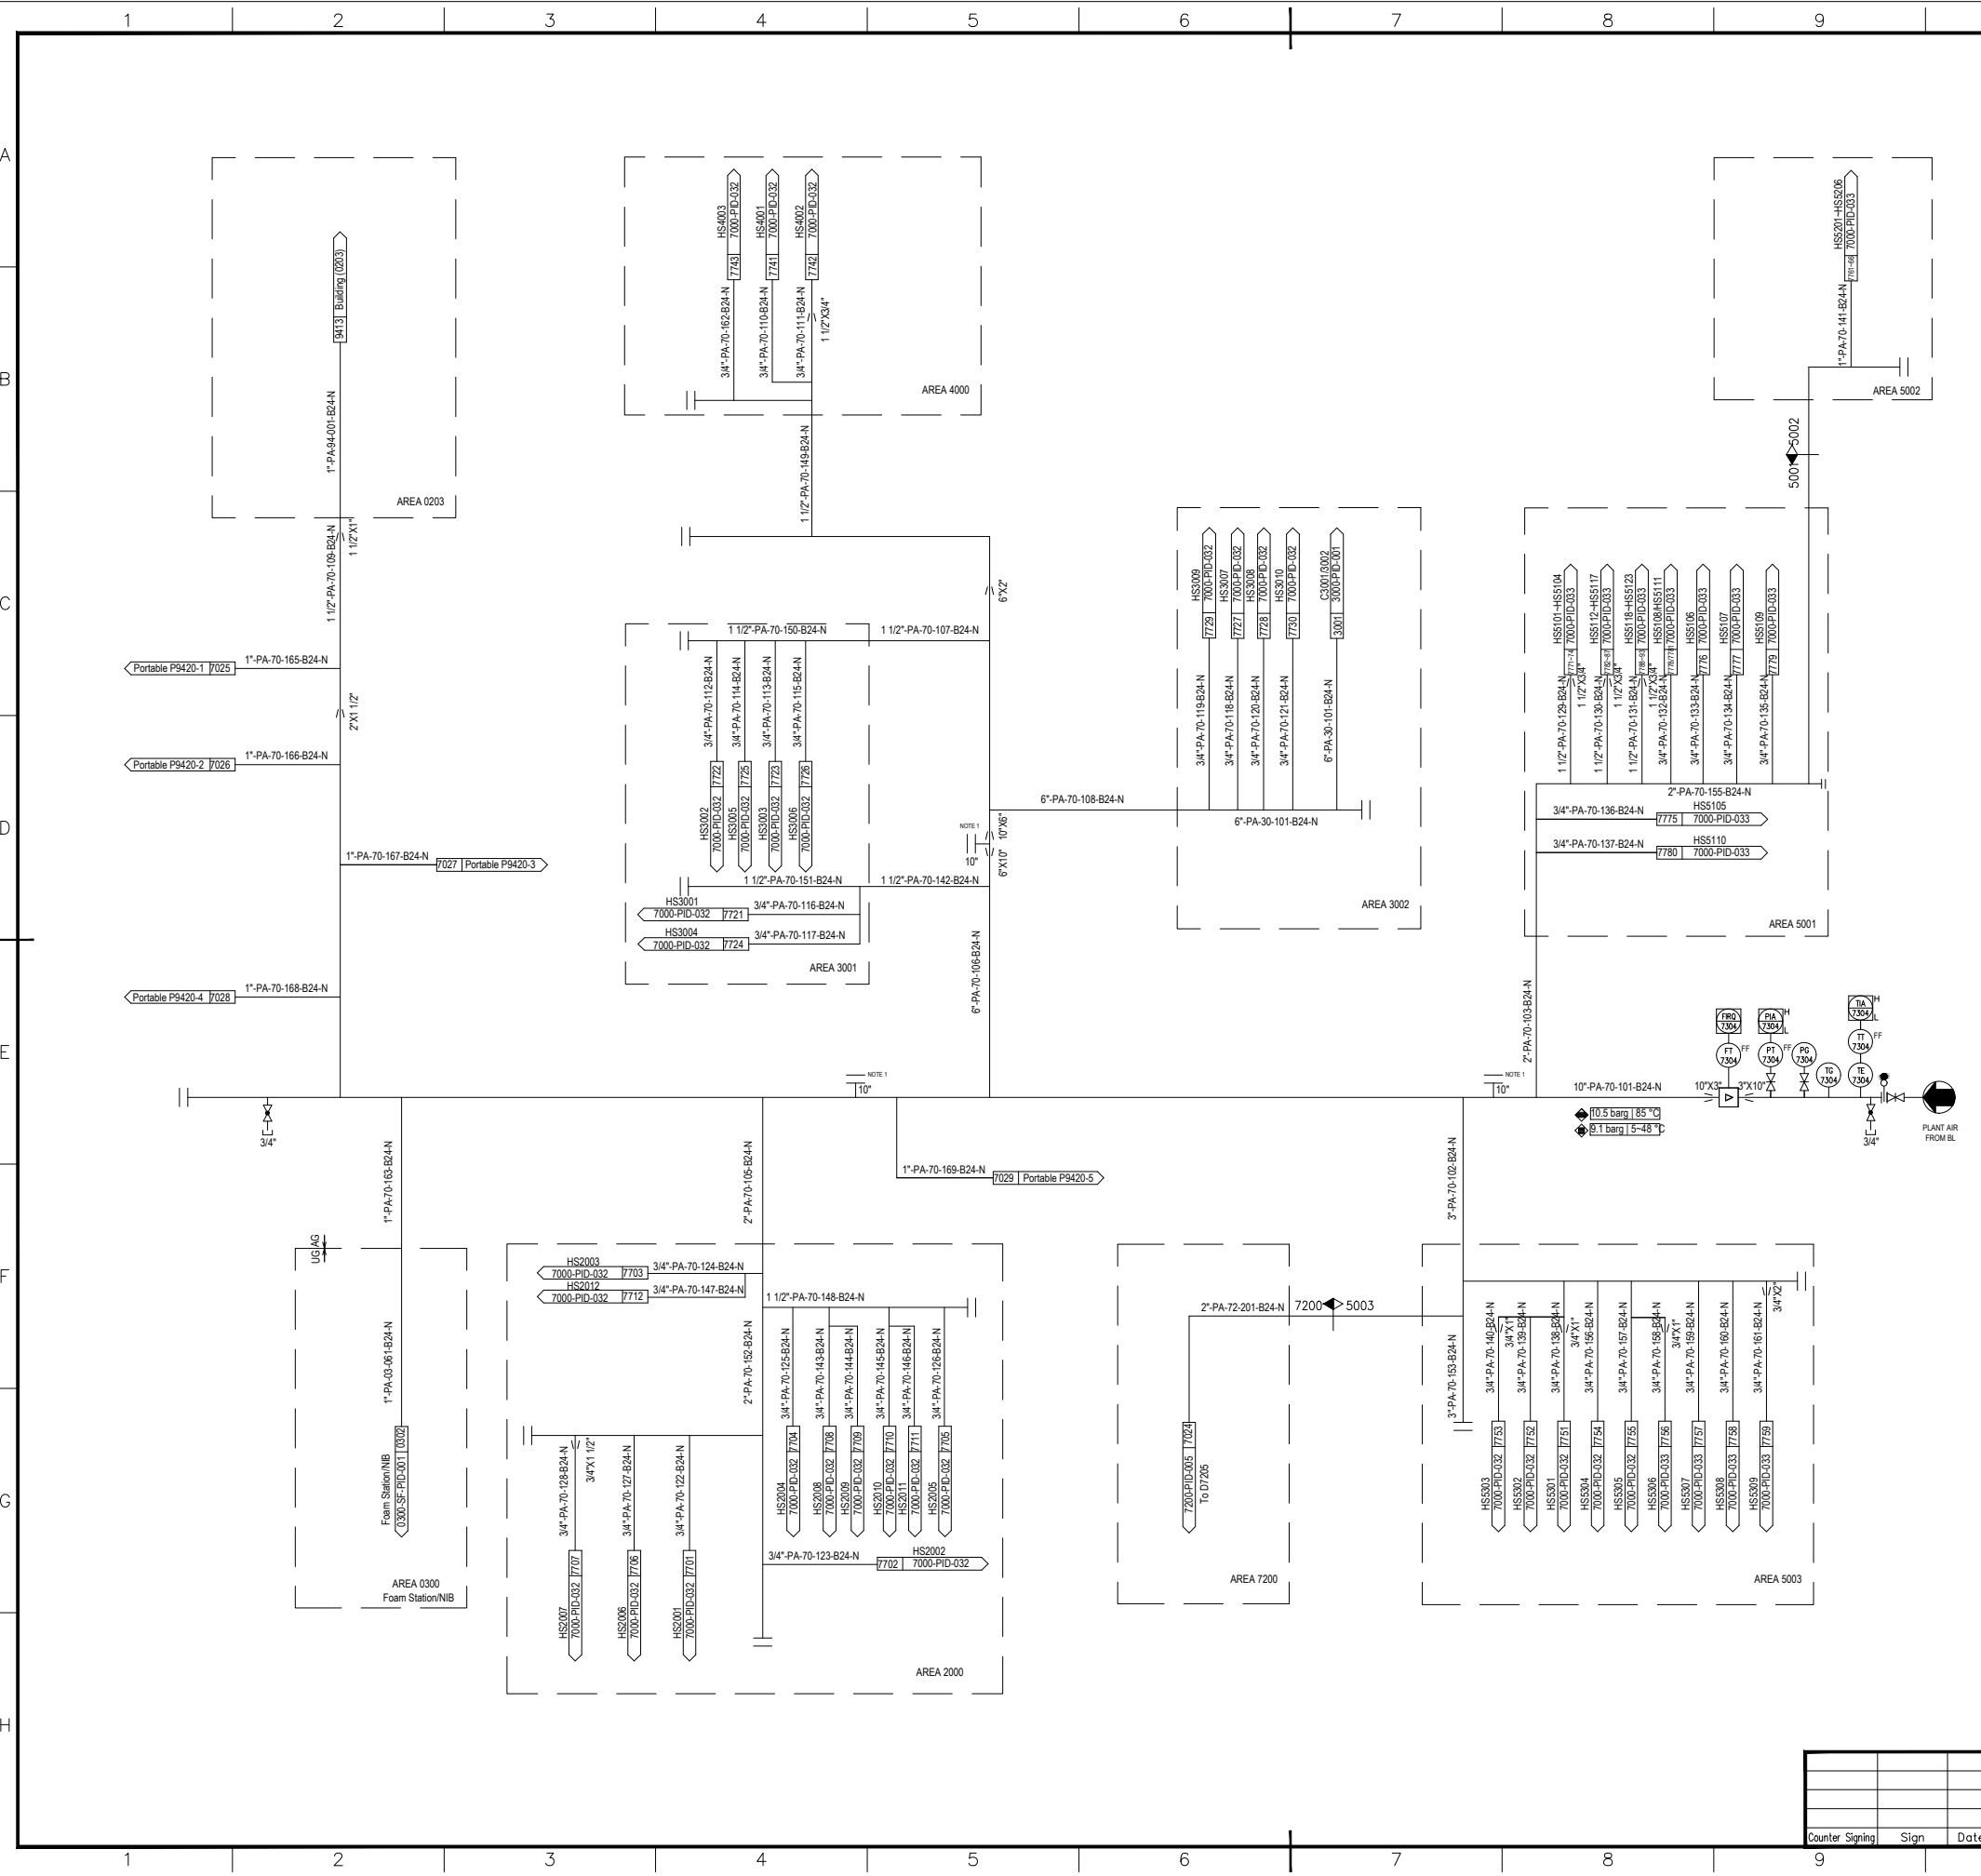 1 2 3 4 5 6 7 8 9
A
B
C
D
E
F
G
H
9413 Building (0203)
1"-PA-94-001-B24-N
AREA 0203
1 1/2"-PA-70-109-B24-N
1 1/2"X1"
Portable P9420-1 7025
1"-PA-70-165-B24-N
2"X1 1/2"
Portable P9420-2 7026
1"-PA-70-166-B24-N
1"-PA-70-167-B24-N
7027 Portable P9420-3
Portable P9420-4 7028
1"-PA-70-168-B24-N
HS4003
7743 7000-PID-032
HS4001
7741 7000-PID-032
HS4002
7742 7000-PID-032
3/4"-PA-70-162-B24-N
3/4"-PA-70-110-B24-N
3/4"-PA-70-111-B24-N
1 1/2"X3/4"
AREA 4000
1 1/2"-PA-70-149-B24-N
6"X2"
1 1/2"-PA-70-150-B24-N
1 1/2"-PA-70-107-B24-N
3/4"-PA-70-112-B24-N
3/4"-PA-70-114-B24-N
3/4"-PA-70-113-B24-N
3/4"-PA-70-115-B24-N
HS3002
7000-PID-032 7722
HS3005
7000-PID-032 7725
HS3003
7000-PID-032 7723
HS3006
7000-PID-032 7726
1 1/2"-PA-70-151-B24-N
1 1/2"-PA-70-142-B24-N
HS3001
7000-PID-032 7721
3/4"-PA-70-116-B24-N
HS3004
7000-PID-032 7724
3/4"-PA-70-117-B24-N
AREA 3001
6"-PA-70-106-B24-N
NOTE 1
10"
10"X6"
6"X10"
6"-PA-70-108-B24-N
6"-PA-30-101-B24-N
HS3009
7729 7000-PID-032
HS3007
7727 7000-PID-032
HS3008
7728 7000-PID-032
HS3010
7730 7000-PID-032
C3001/3002
3001 3000-PID-001
3/4"-PA-70-119-B24-N
3/4"-PA-70-118-B24-N
3/4"-PA-70-120-B24-N
3/4"-PA-70-121-B24-N
6"-PA-30-101-B24-N
AREA 3002
HS5201~HS5206
7761~66 7000-PID-033
1"-PA-70-141-B24-N
AREA 5002
5001 5002
HS5101~HS5104
7771~74 7000-PID-033
HS5112~HS5117
7782~87 7000-PID-033
HS5118~HS5123
7788~93 7000-PID-033
HS5108/HS5111
7778/7781 7000-PID-033
HS5106
7776 7000-PID-033
HS5107
7777 7000-PID-033
HS5109
7779 7000-PID-033
1 1/2"X3/4"
1 1/2"X3/4"
1 1/2"X3/4"
1 1/2"-PA-70-129-B24-N
1 1/2"-PA-70-130-B24-N
1 1/2"-PA-70-131-B24-N
3/4"-PA-70-132-B24-N
3/4"-PA-70-133-B24-N
3/4"-PA-70-134-B24-N
3/4"-PA-70-135-B24-N
2"-PA-70-155-B24-N
3/4"-PA-70-136-B24-N
HS5105
7775 7000-PID-033
3/4"-PA-70-137-B24-N
HS5110
7780 7000-PID-033
AREA 5001
2"-PA-70-103-B24-N
FIRQ 7304
FT 7304 FF
PIA 7304 H L
PT 7304 FF
PG 7304
TG 7304
TIA 7304 H L
TT 7304 FF
TE 7304
NOTE 1
10"
NOTE 1
10"
10"-PA-70-101-B24-N
10"X3"
3"X10"
10.5 barg 85 °C
9.1 barg 5~48 °C
3/4"
3/4"
PLANT AIR
FROM BL
1"-PA-70-163-B24-N
UG AG
1"-PA-03-061-B24-N
Foam Station/NIB
0300-SF-PID-001 0302
AREA 0300
Foam Station/NIB
2"-PA-70-105-B24-N
1"-PA-70-169-B24-N
7029 Portable P9420-5
HS2003
7000-PID-032 7703
3/4"-PA-70-124-B24-N
HS2012
7000-PID-032 7712
3/4"-PA-70-147-B24-N
1 1/2"-PA-70-148-B24-N
2"-PA-70-152-B24-N
3/4"-PA-70-125-B24-N
3/4"-PA-70-143-B24-N
3/4"-PA-70-144-B24-N
3/4"-PA-70-145-B24-N
3/4"-PA-70-146-B24-N
3/4"-PA-70-126-B24-N
HS2004
7000-PID-032 7704
HS2008
7000-PID-032 7708
HS2009
7000-PID-032 7709
HS2010
7000-PID-032 7710
HS2011
7000-PID-032 7711
HS2005
7000-PID-032 7705
3/4"X1 1/2"
3/4"-PA-70-128-B24-N
3/4"-PA-70-127-B24-N
3/4"-PA-70-122-B24-N
HS2007
7000-PID-032 7707
HS2006
7000-PID-032 7706
HS2001
7000-PID-032 7701
3/4"-PA-70-123-B24-N
HS2002
7702 7000-PID-032
AREA 2000
2"-PA-72-201-B24-N
7200 5003
7200-PID-005 7024
To D7205
AREA 7200
3"-PA-70-102-B24-N
3"-PA-70-153-B24-N
3/4"-PA-70-140-B24-N
3/4"X1"
3/4"-PA-70-139-B24-N
3/4"-PA-70-138-B24-N
3/4"X1"
3/4"-PA-70-156-B24-N
3/4"-PA-70-157-B24-N
3/4"-PA-70-158-B24-N
3/4"X1"
3/4"-PA-70-159-B24-N
3/4"-PA-70-160-B24-N
3/4"-PA-70-161-B24-N
3/4"X2"
HS5303
7000-PID-032 7753
HS5302
7000-PID-032 7752
HS5301
7000-PID-032 7751
HS5304
7000-PID-032 7754
HS5305
7000-PID-032 7755
HS5306
7000-PID-033 7756
HS5307
7000-PID-033 7757
HS5308
7000-PID-033 7758
HS5309
7000-PID-033 7759
AREA 5003
Counter Signing Sign Date
1 2 3 4 5 6 7 8 9